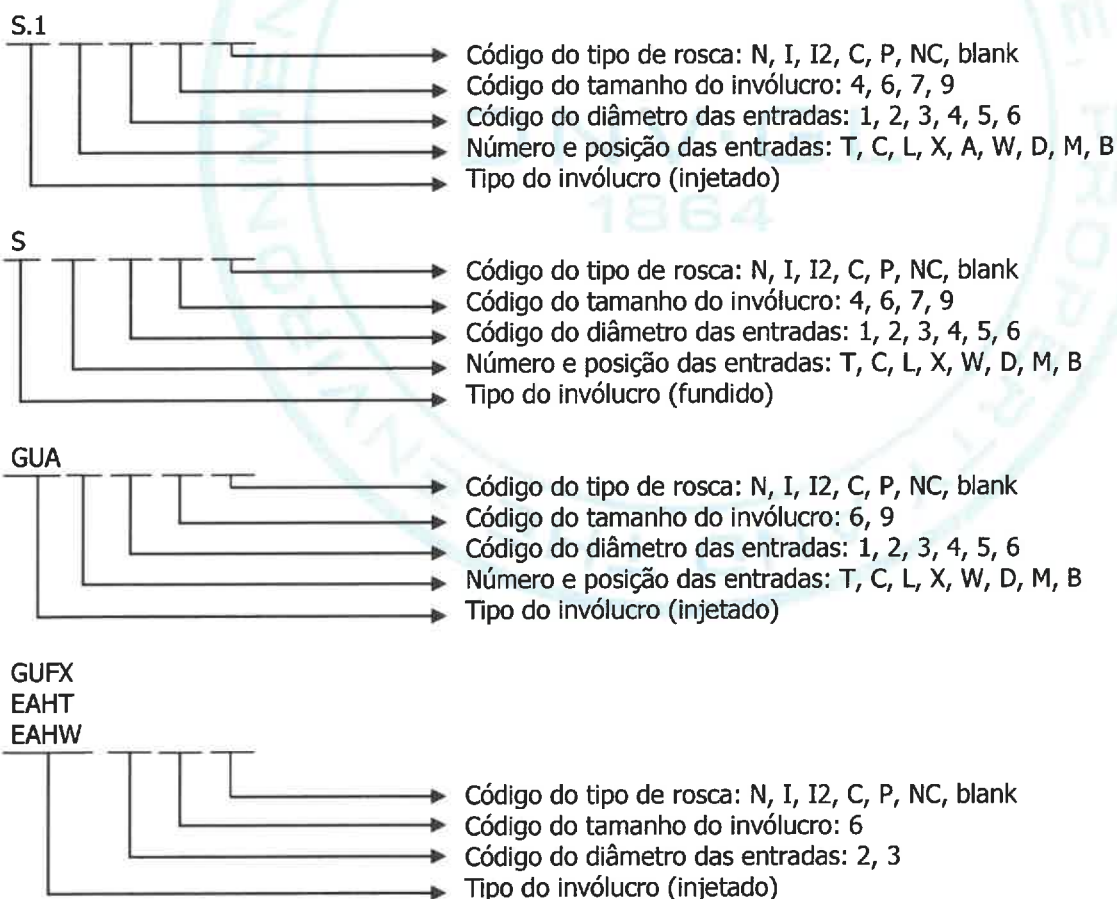 S.1
Código do tipo de rosca: N, I, I2, C, P, NC, blank
Código do tamanho do invólucro: 4, 6, 7, 9
Código do diâmetro das entradas: 1, 2, 3, 4, 5, 6
Número e posição das entradas: T, C, L, X, A, W, D, M, B
Tipo do invólucro (injetado)
1864
S
Código do tipo de rosca: N, I, I2, C, P, NC, blank
Código do tamanho do invólucro: 4, 6, 7, 9
Código do diâmetro das entradas: 1, 2, 3, 4, 5, 6
Número e posição das entradas: T, C, L, X, W, D, M, B
Tipo do invólucro (fundido)
GUA
Código do tipo de rosca: N, I, I2, C, P, NC, blank
Código do tamanho do invólucro: 6, 9
Código do diâmetro das entradas: 1, 2, 3, 4, 5, 6
Número e posição das entradas: T, C, L, X, W, D, M, B
Tipo do invólucro (injetado)
GUFX
EAHT
EAHW
Código do tipo de rosca: N, I, I2, C, P, NC, blank
Código do tamanho do invólucro: 6
Código do diâmetro das entradas: 2, 3
Tipo do invólucro (injetado)